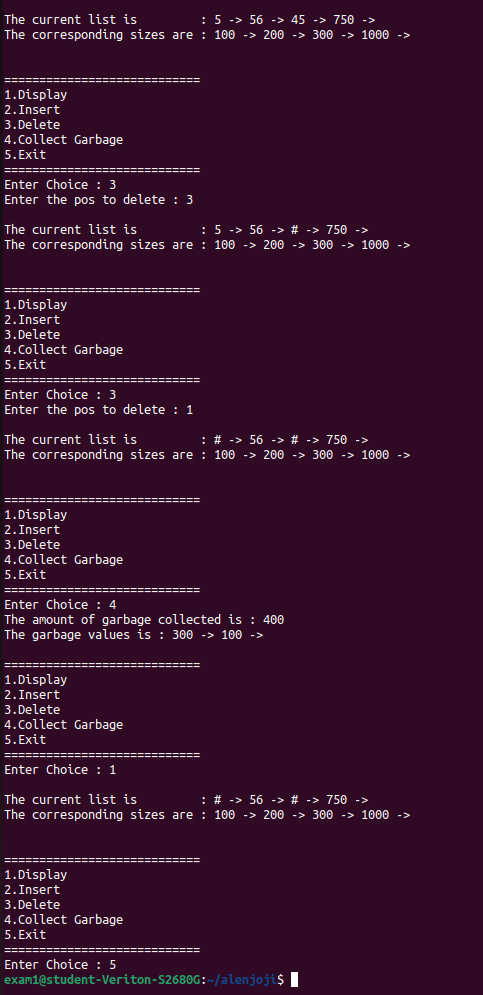 The current list is         : 5 -> 56 -> 45 -> 750 ->
The corresponding sizes are : 100 -> 200 -> 300 -> 1000 ->
============================
1.Display
2.Insert
3.Delete
4.Collect Garbage
5.Exit
============================
Enter Choice : 3
Enter the pos to delete : 3
The current list is         : 5 -> 56 -> # -> 750 ->
The corresponding sizes are : 100 -> 200 -> 300 -> 1000 ->
============================
1.Display
2.Insert
3.Delete
4.Collect Garbage
5.Exit
============================
Enter Choice : 3
Enter the pos to delete : 1
The current list is         : # -> 56 -> # -> 750 ->
The corresponding sizes are : 100 -> 200 -> 300 -> 1000 ->
============================
1.Display
2.Insert
3.Delete
4.Collect Garbage
5.Exit
============================
Enter Choice : 4
The amount of garbage collected is : 400
The garbage values is : 300 -> 100 ->
============================
1.Display
2.Insert
3.Delete
4.Collect Garbage
5.Exit
============================
Enter Choice : 1
The current list is         : # -> 56 -> # -> 750 ->
The corresponding sizes are : 100 -> 200 -> 300 -> 1000 ->
============================
1.Display
2.Insert
3.Delete
4.Collect Garbage
5.Exit
============================
Enter Choice : 5
exam1@student-Veriton-S2680G:~/alenjoji$